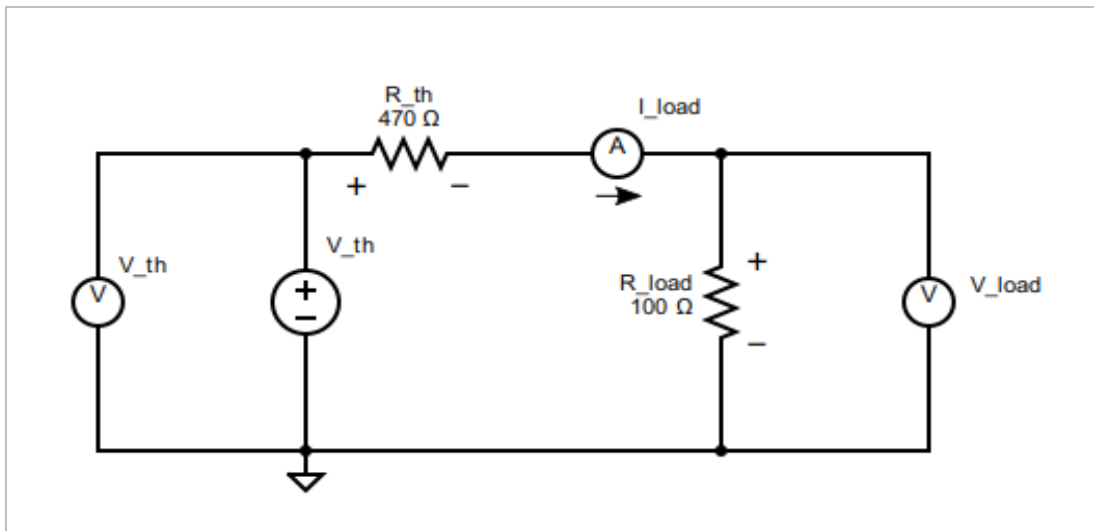 R_th
470 Ω
I_load
A
+
−
V_th
V
V_th
+
−
R_load
100 Ω
+
−
V
V_load